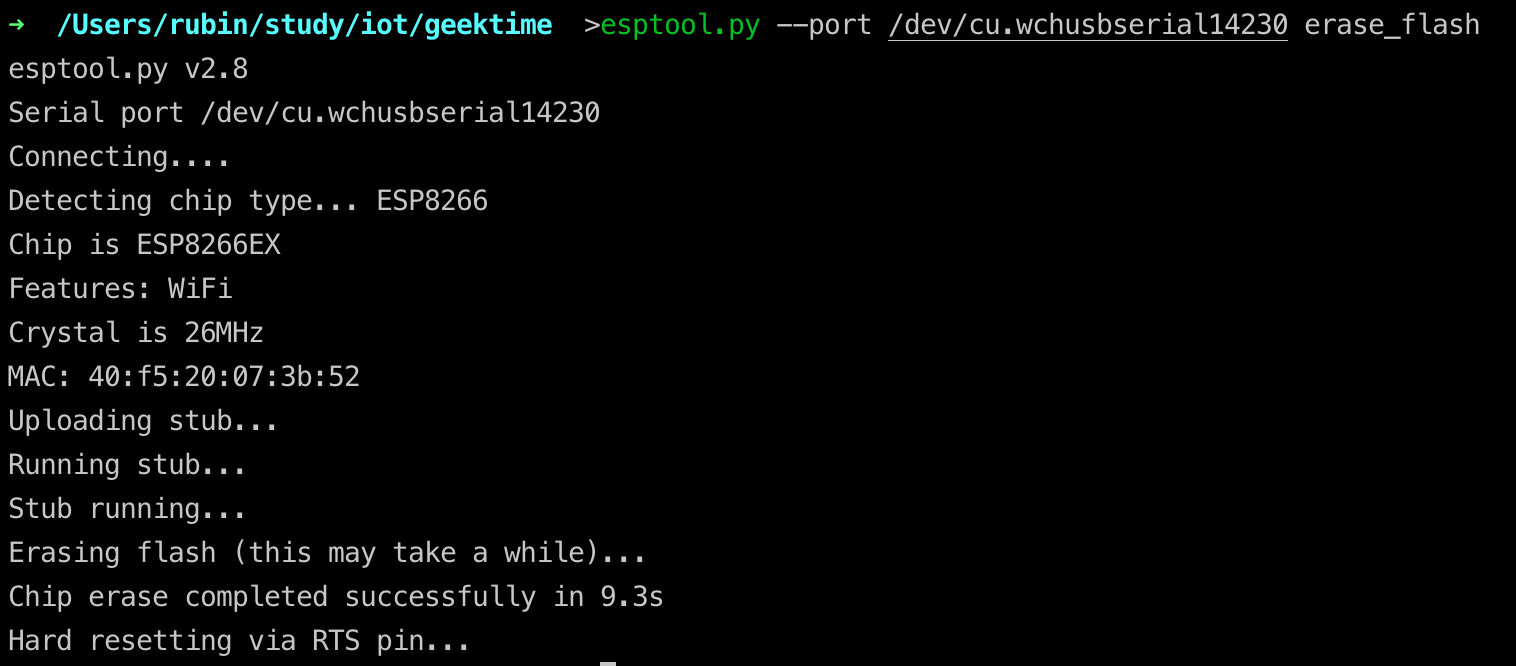 ➜  /Users/rubin/study/iot/geektime  >esptool.py --port /dev/cu.wchusbserial14230 erase_flash
esptool.py v2.8
Serial port /dev/cu.wchusbserial14230
Connecting....
Detecting chip type... ESP8266
Chip is ESP8266EX
Features: WiFi
Crystal is 26MHz
MAC: 40:f5:20:07:3b:52
Uploading stub...
Running stub...
Stub running...
Erasing flash (this may take a while)...
Chip erase completed successfully in 9.3s
Hard resetting via RTS pin...